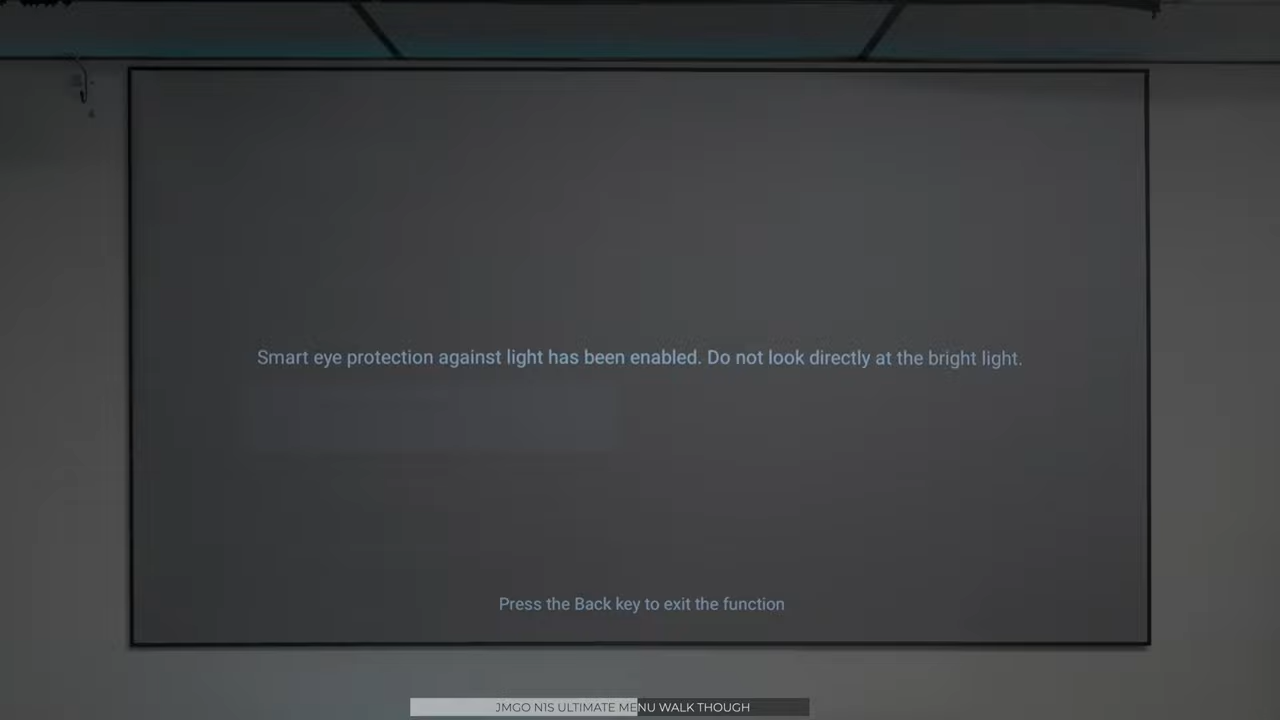 Smart eye protection against light has been enabled. Do not look directly at the bright light.
Press the Back key to exit the function
JMGO N1S ULTIMATE MENU WALK THOUGH